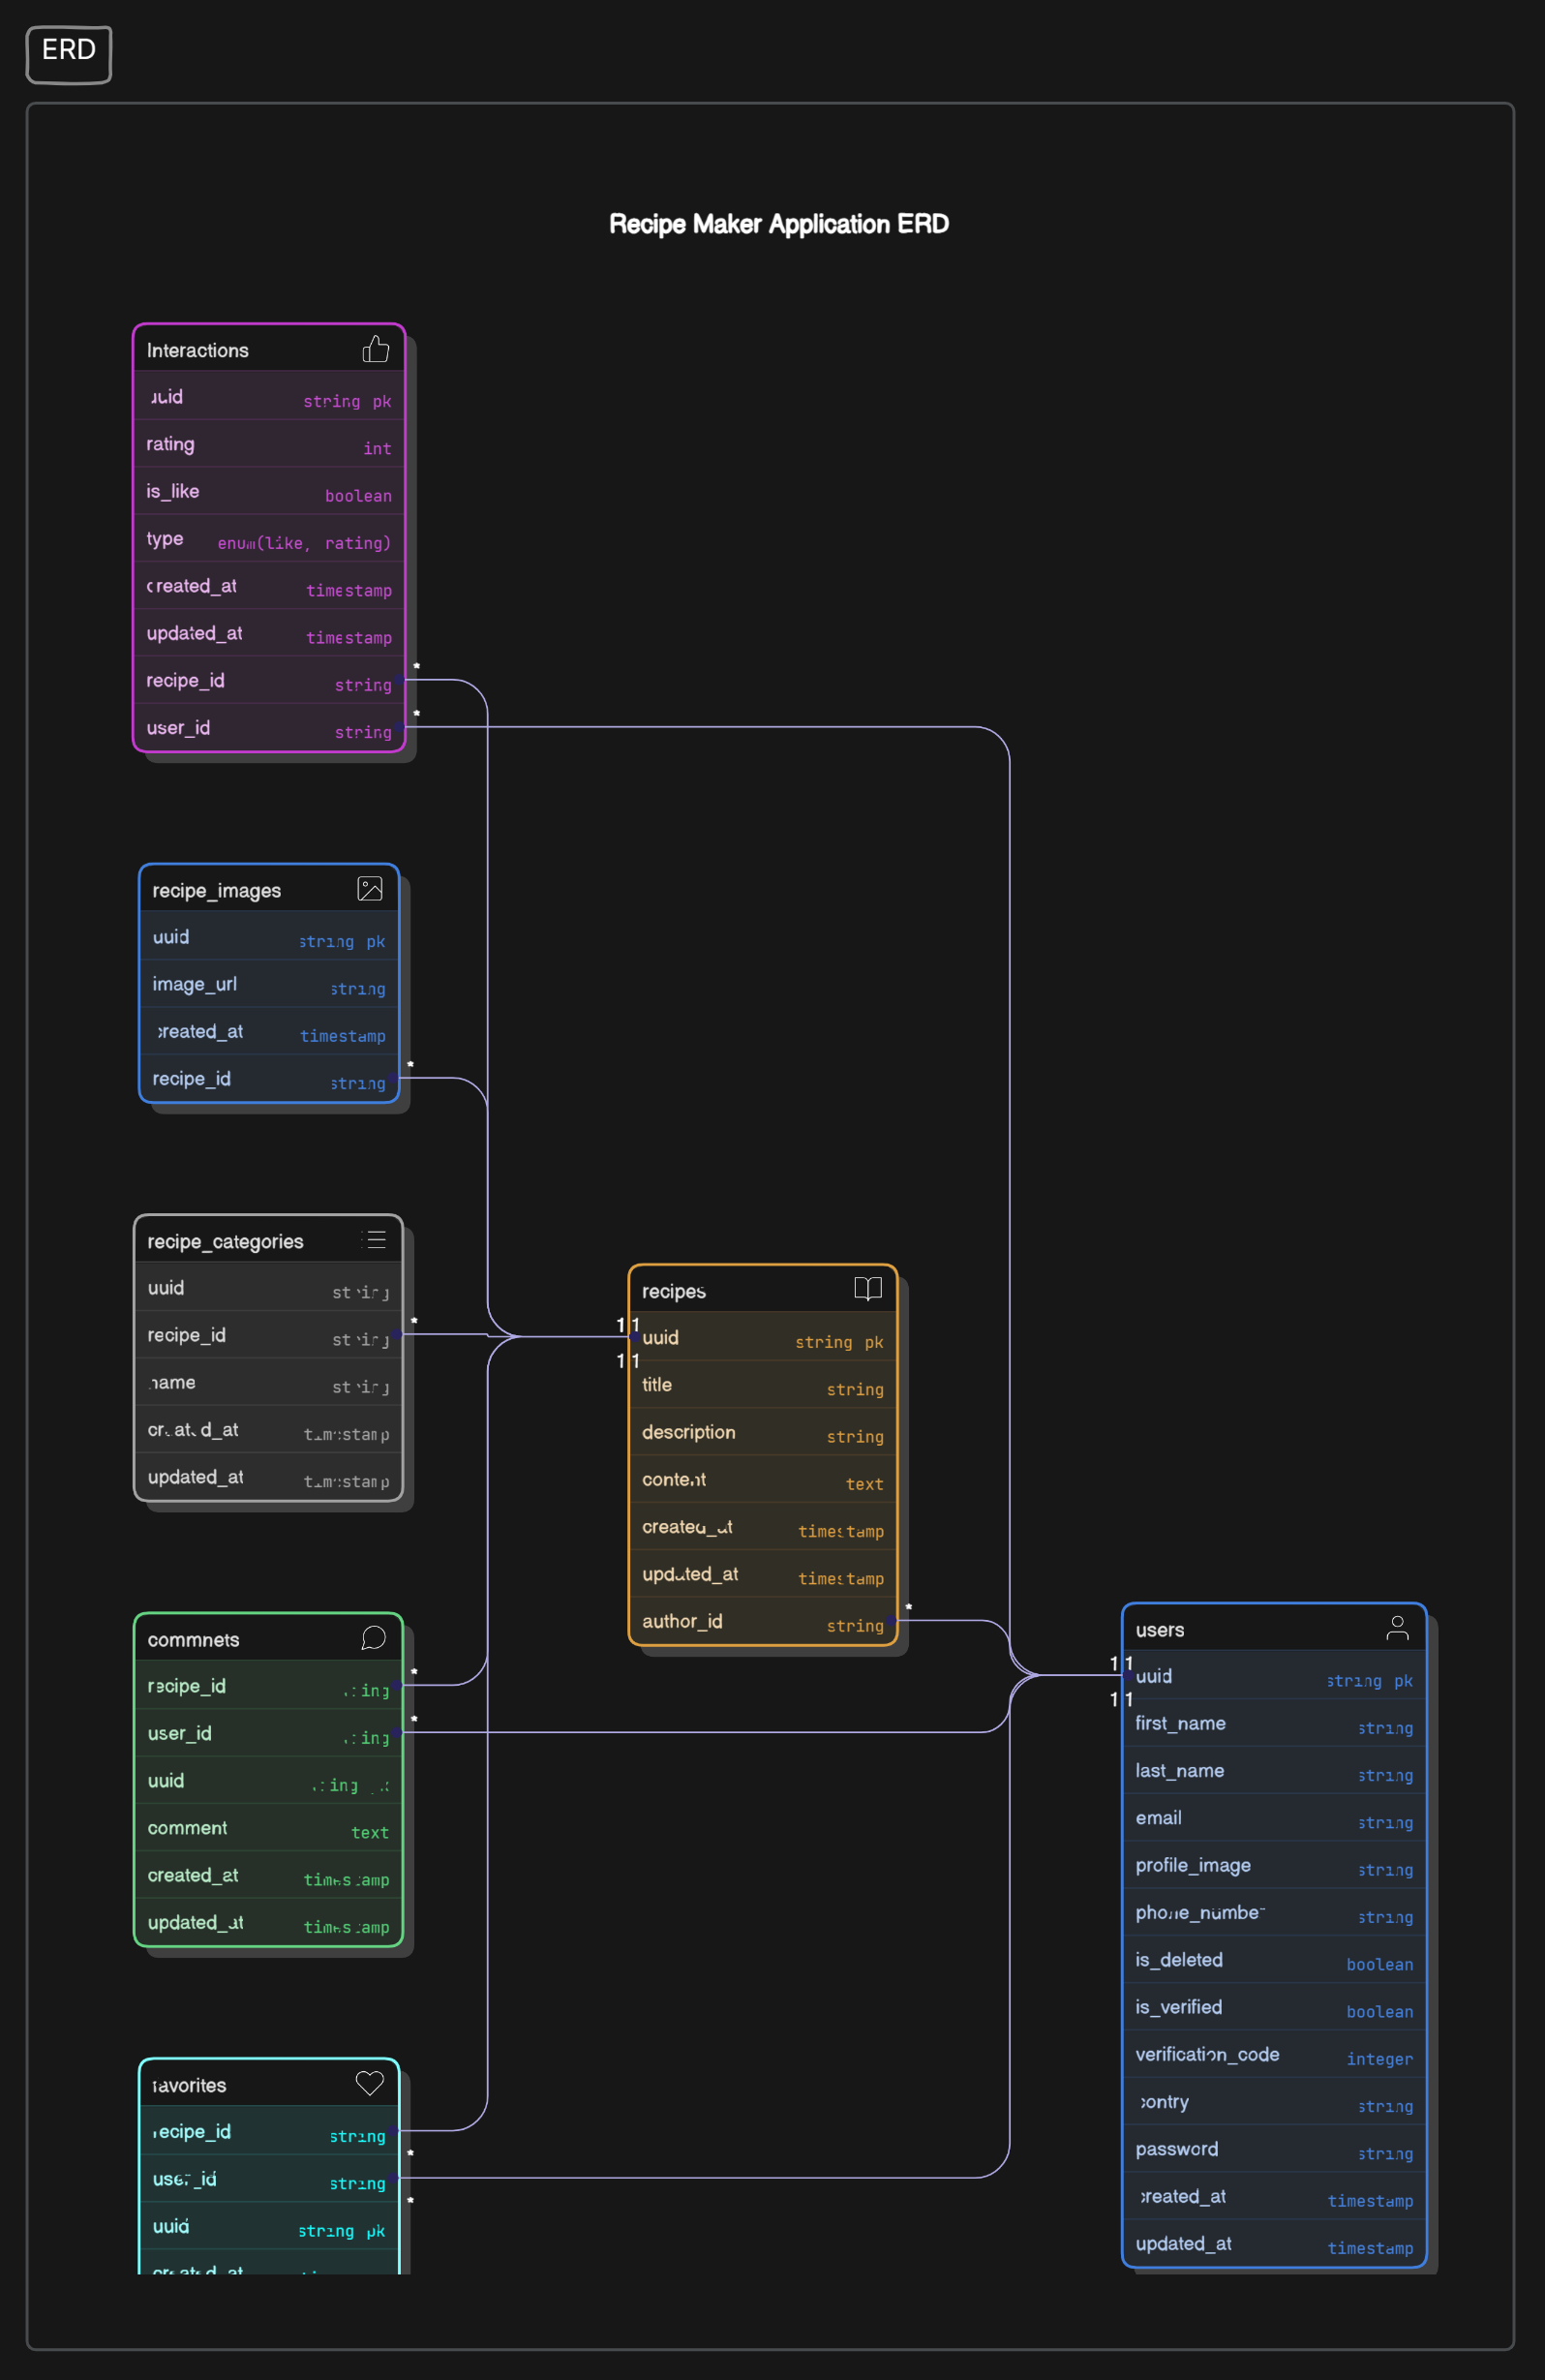 ERD
Recipe Maker Application ERD
Interactions
uuid string pk
rating int
is_like boolean
type enum(like, rating)
created_at timestamp
updated_at timestamp
recipe_id string *
user_id string *
recipe_images
uuid string pk
image_url string
created_at timestamp
recipe_id string *
recipe_categories
uuid string
recipe_id string *
name string
created_at timestamp
updated_at timestamp
recipes
1 1
uuid string pk
1 1
title string
description string
content text
created_at timestamp
updated_at timestamp
author_id string *
commnets
recipe_id string *
user_id string *
uuid string pk
comment text
created_at timestamp
updated_at timestamp
users
1 1
uuid string pk
1 1
first_name string
last_name string
email string
profile_image string
phone_number string
is_deleted boolean
is_verified boolean
verification_code integer
contry string
password string
created_at timestamp
updated_at timestamp
favorites
recipe_id string
*
user_id string
*
uuid string pk
created_at